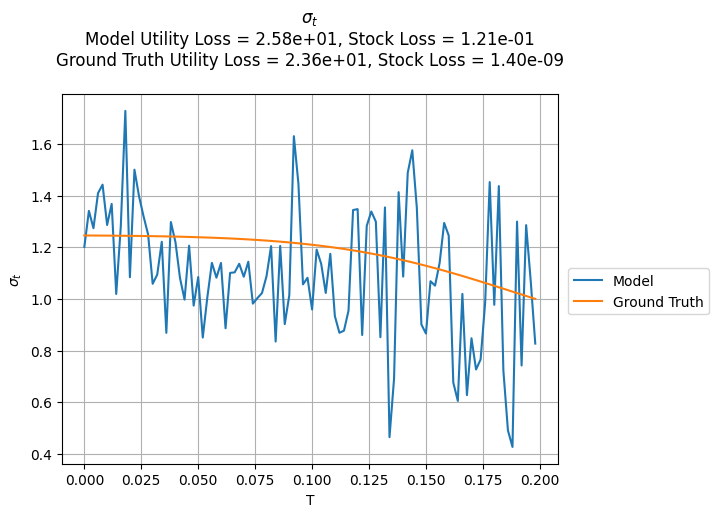 σ_t
Model Utility Loss = 2.58e+01, Stock Loss = 1.21e-01
Ground Truth Utility Loss = 2.36e+01, Stock Loss = 1.40e-09
1.6
1.4
1.2
1.0
0.8
0.6
0.4
σ_t
0.000 0.025 0.050 0.075 0.100 0.125 0.150 0.175 0.200
T
Model
Ground Truth